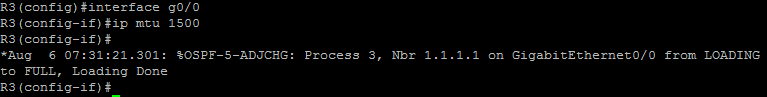 R3(config)#interface g0/0
R3(config-if)#ip mtu 1500
R3(config-if)#
*Aug  6 07:31:21.301: %OSPF-5-ADJCHG: Process 3, Nbr 1.1.1.1 on GigabitEthernet0/0 from LOADING
to FULL, Loading Done
R3(config-if)#